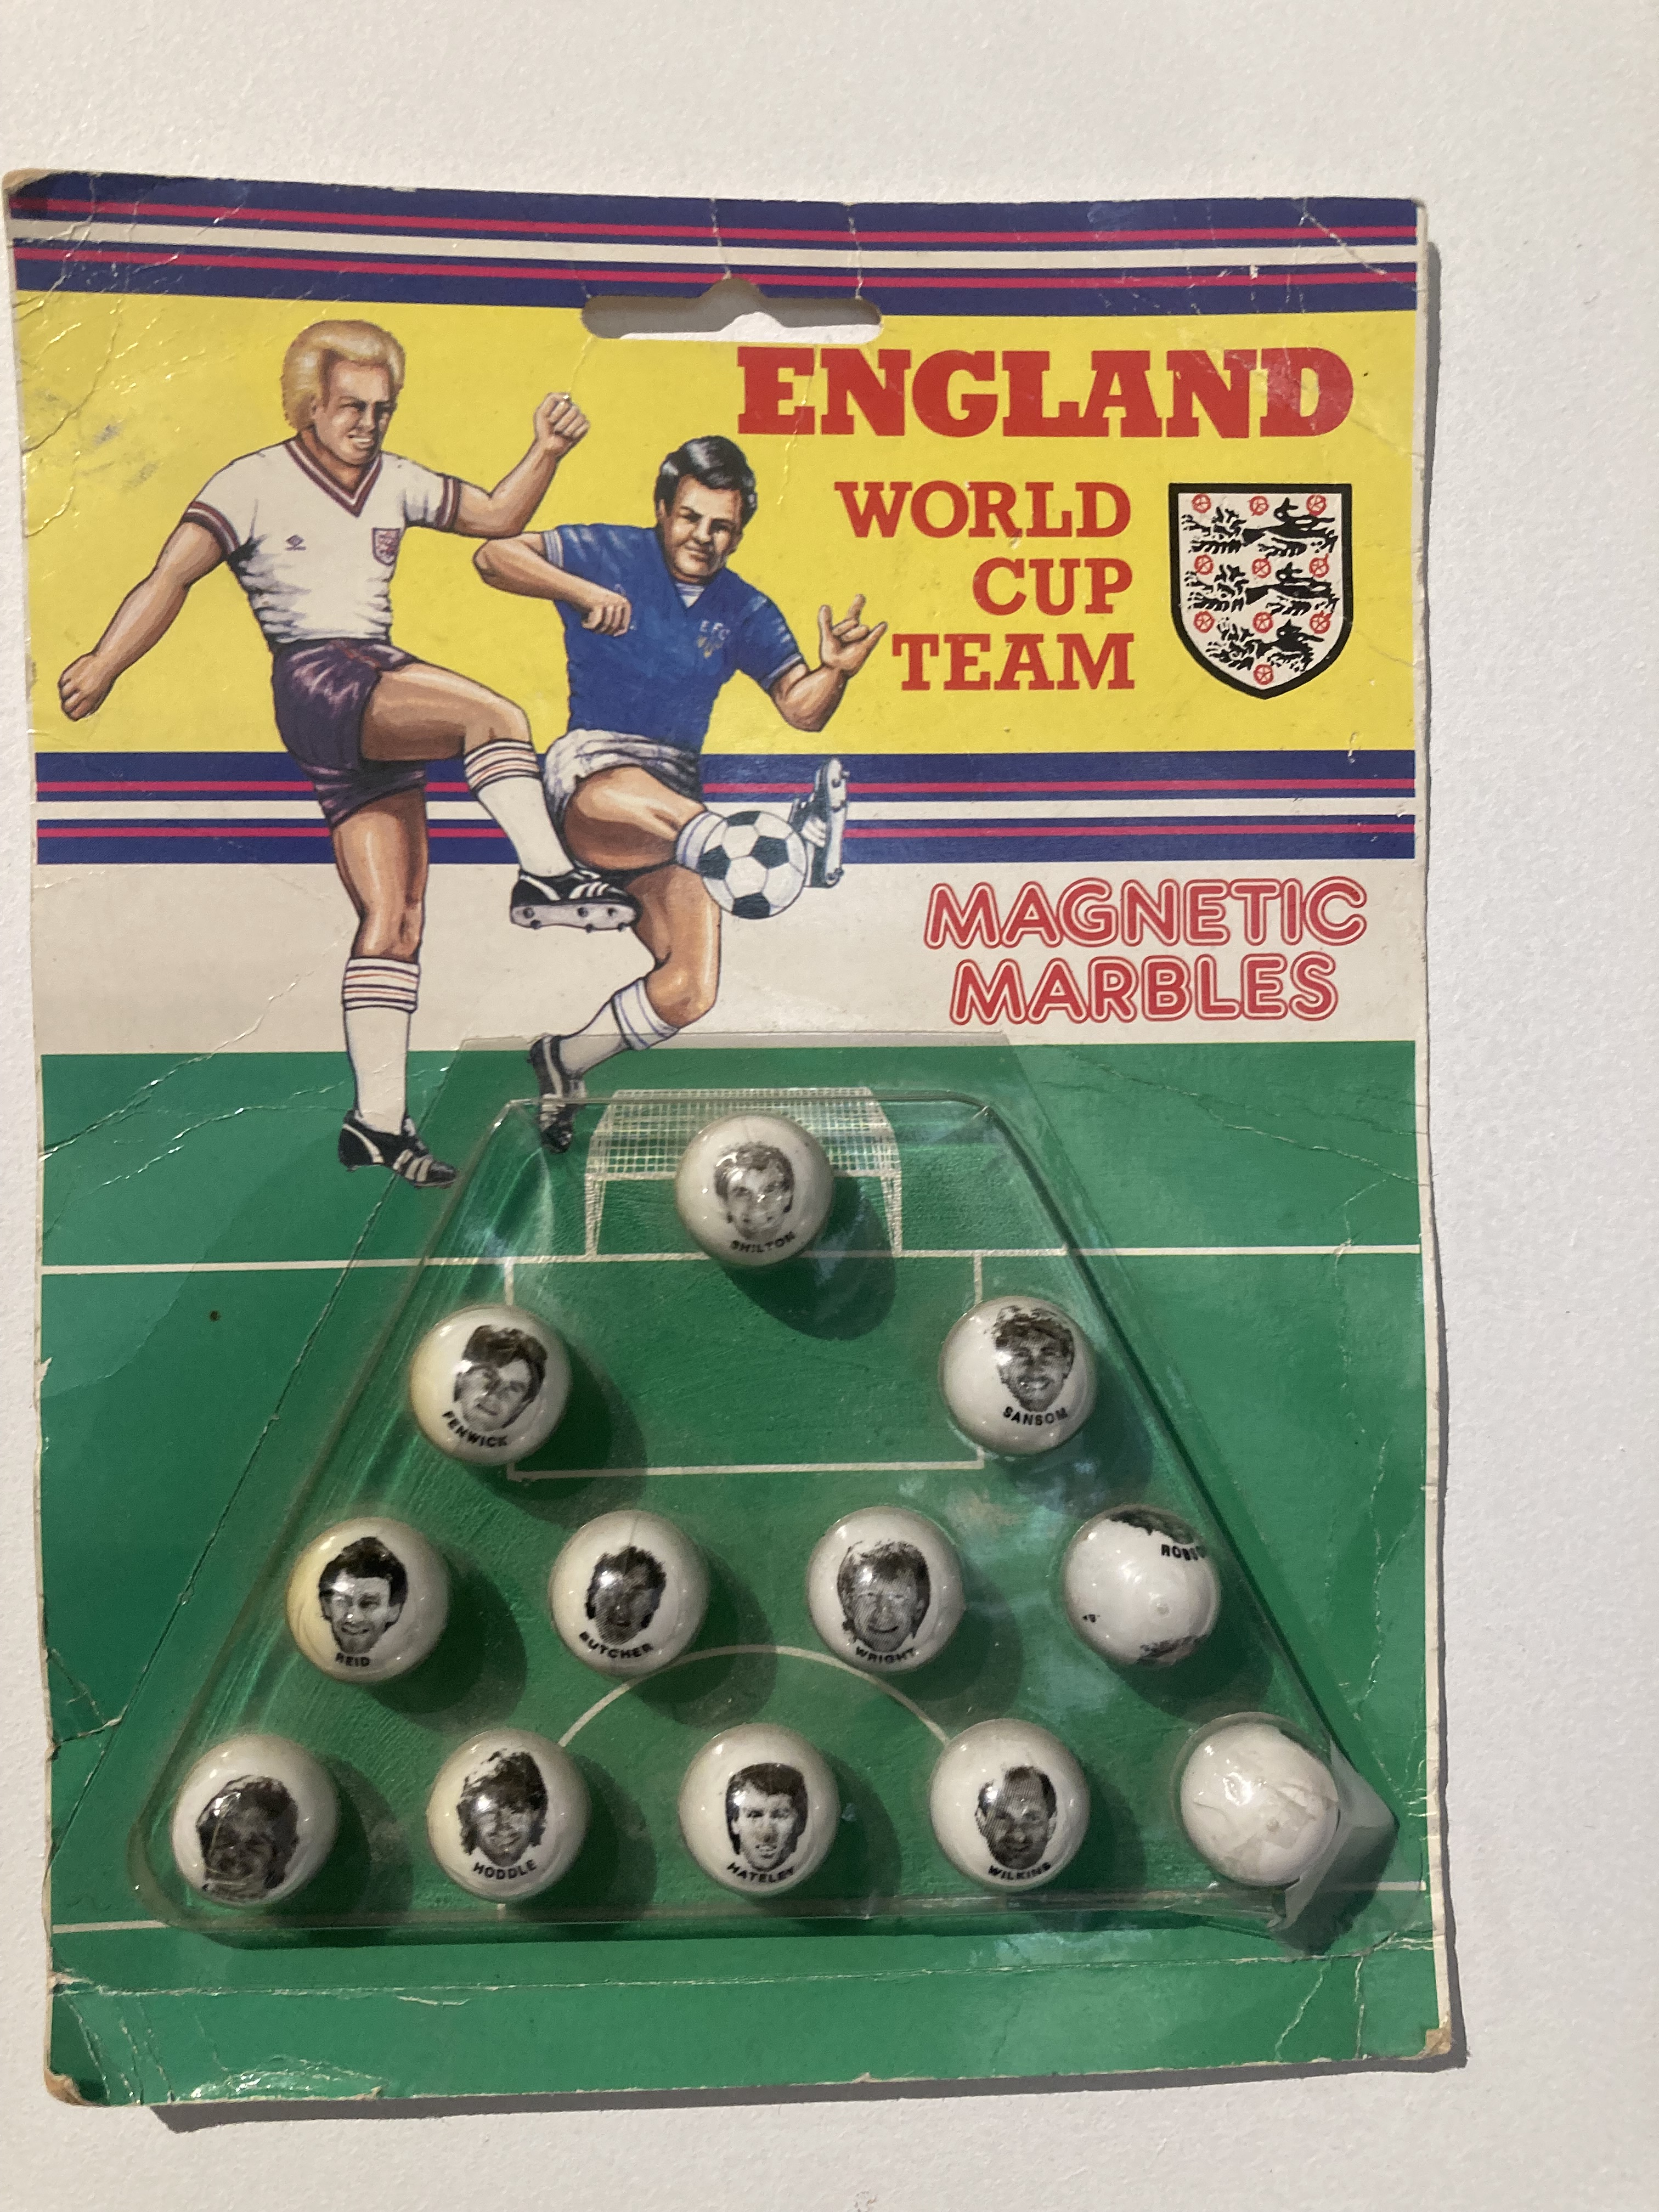 ENGLAND
WORLD
CUP
TEAM
E.F.C
MAGNETIC
MARBLES
SHILTON
FENWICK
SANSOM
REID
BUTCHER
WRIGHT
HODDLE
HATELEY
WILKINS